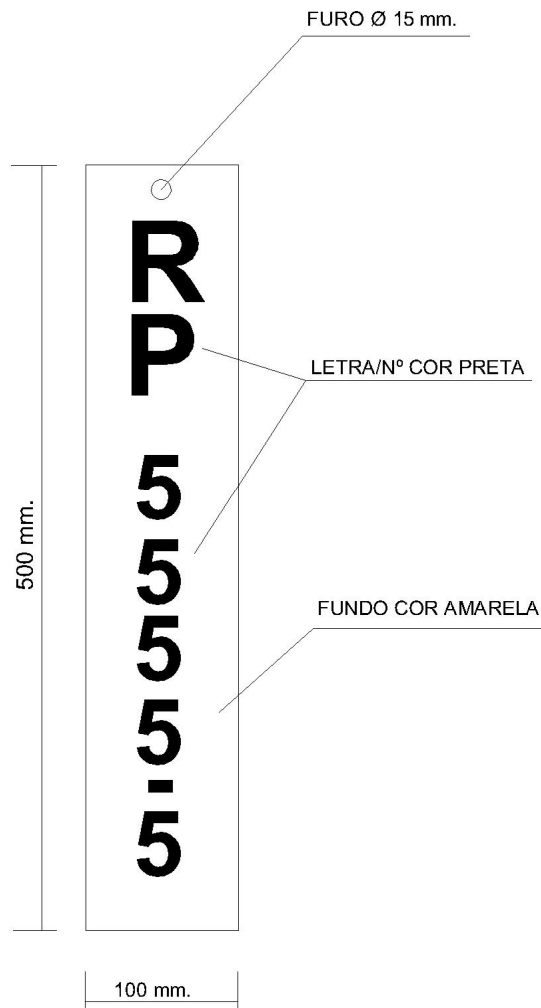 FURO Ø 15 mm.
R
P
LETRA/Nº COR PRETA
5
5
500 mm.
5
FUNDO COR AMARELA
5
-
5
100 mm.